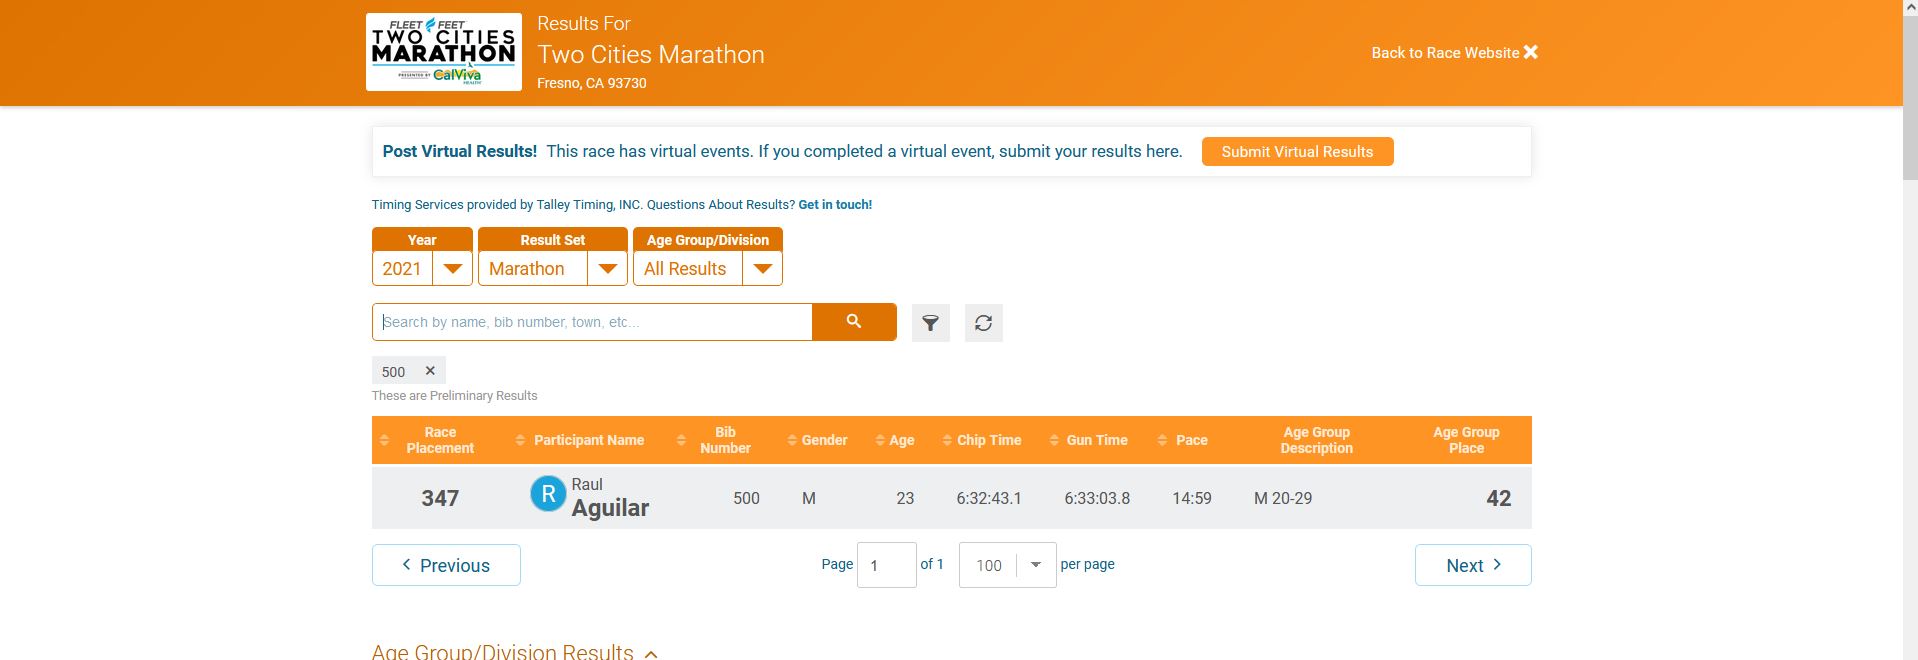 FLEET FEET
TWO CITIES
MARATHON
PRESENTED BY CalViva
HEALTH
Results For
Two Cities Marathon
Fresno, CA 93730
Back to Race Website
Post Virtual Results! This race has virtual events. If you completed a virtual event, submit your results here. Submit Virtual Results
Timing Services provided by Talley Timing, INC. Questions About Results? Get in touch!
Year Result Set Age Group/Division
2021 Marathon All Results
Search by name, bib number, town, etc...
500 ×
These are Preliminary Results
Race Placement Participant Name Bib Number Gender Age Chip Time Gun Time Pace Age Group Description Age Group Place
347 R Raul Aguilar 500 M 23 6:32:43.1 6:33:03.8 14:59 M 20-29 42
Previous Page 1 of 1 100 per page Next
Age Group/Division Results